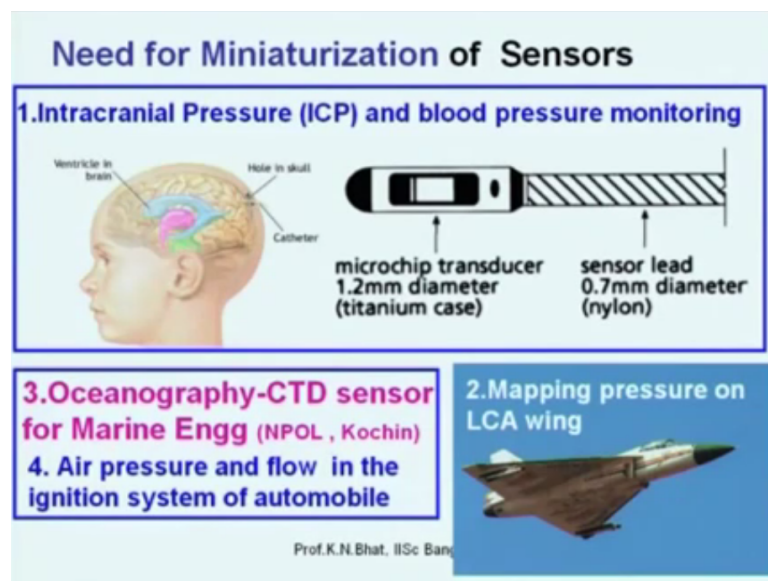 Need for Miniaturization of Sensors
1.Intracranial Pressure (ICP) and blood pressure monitoring
Ventricle in
brain
Hole in skull
Catheter
microchip transducer
1.2mm diameter
(titanium case)
sensor lead
0.7mm diameter
(nylon)
3.Oceanography-CTD sensor
for Marine Engg (NPOL , Kochin)
4. Air pressure and flow in the
ignition system of automobile
2.Mapping pressure on
LCA wing
Prof.K.N.Bhat, IISc Bang